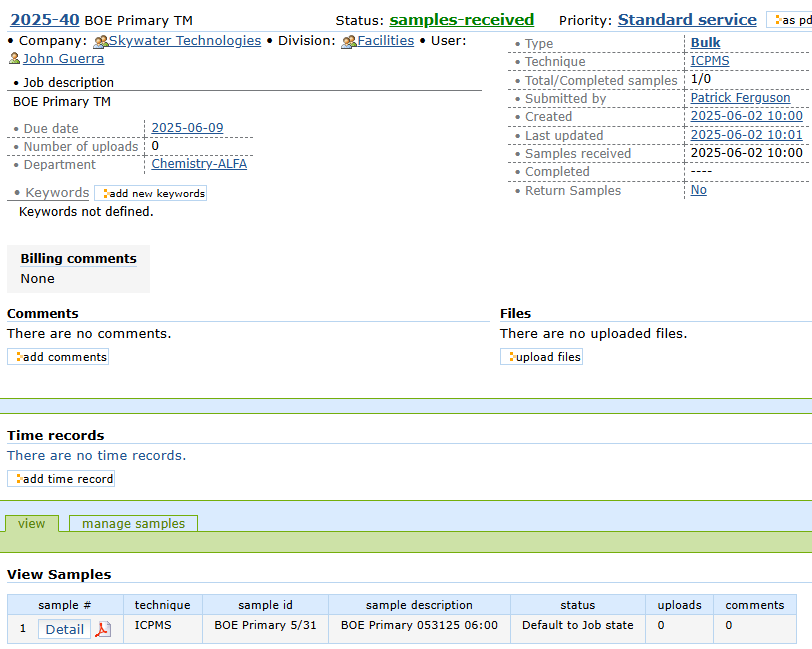 2025-40 BOE Primary TM Status: samples-received Priority: Standard service as pd
• Company: Skywater Technologies • Division: Facilities • User:
John Guerra
• Job description
BOE Primary TM
• Due date 2025-06-09
• Number of uploads 0
• Department Chemistry-ALFA
• Keywords add new keywords
Keywords not defined.
• Type Bulk
• Technique ICPMS
• Total/Completed samples 1/0
• Submitted by Patrick Ferguson
• Created 2025-06-02 10:00
• Last updated 2025-06-02 10:01
• Samples received 2025-06-02 10:00
• Completed ----
• Return Samples No
Billing comments
None
Comments
There are no comments.
add comments
Files
There are no uploaded files.
upload files
Time records
There are no time records.
add time record
view manage samples
View Samples
sample # technique sample id sample description status uploads comments
1 Detail ICPMS BOE Primary 5/31 BOE Primary 053125 06:00 Default to Job state 0 0